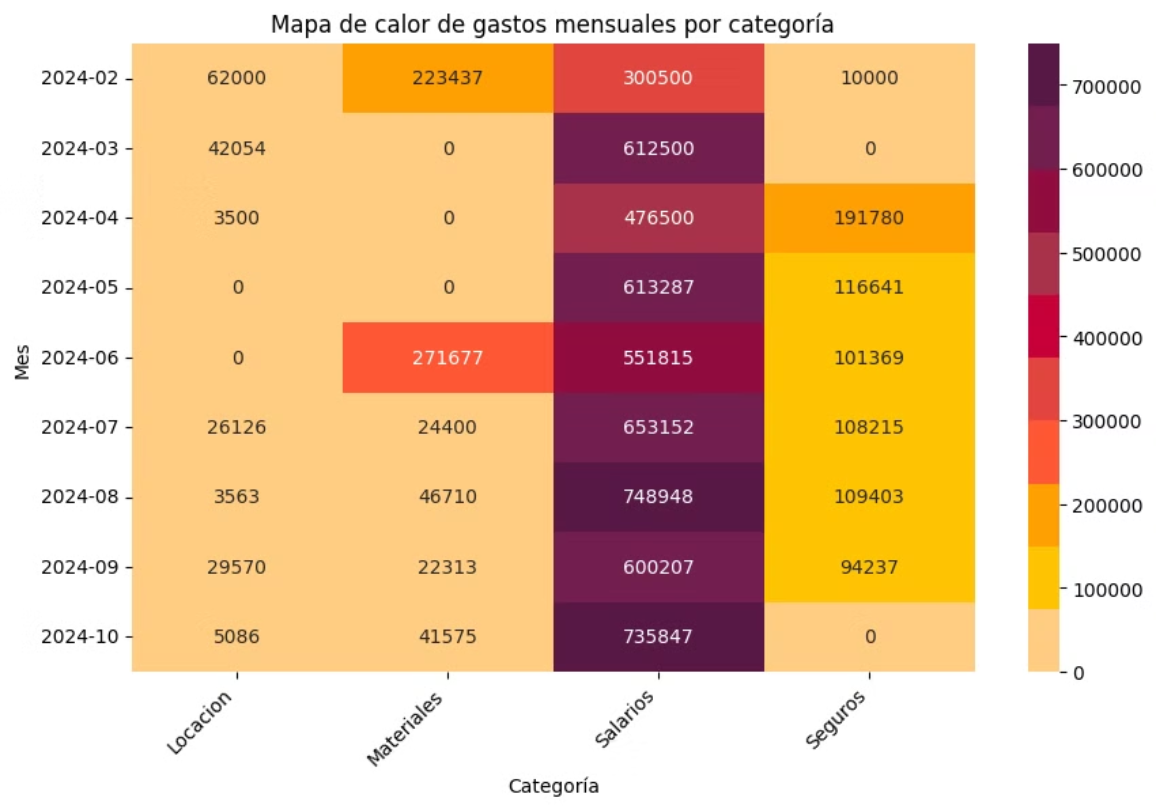 Mapa de calor de gastos mensuales por categoría
2024-02 62000 223437 300500 10000
2024-03 42054 0 612500 0
2024-04 3500 0 476500 191780
2024-05 0 0 613287 116641
2024-06 0 271677 551815 101369
2024-07 26126 24400 653152 108215
2024-08 3563 46710 748948 109403
2024-09 29570 22313 600207 94237
2024-10 5086 41575 735847 0
Mes
Locacion Materiales Salarios Seguros
Categoría
700000
600000
500000
400000
300000
200000
100000
0